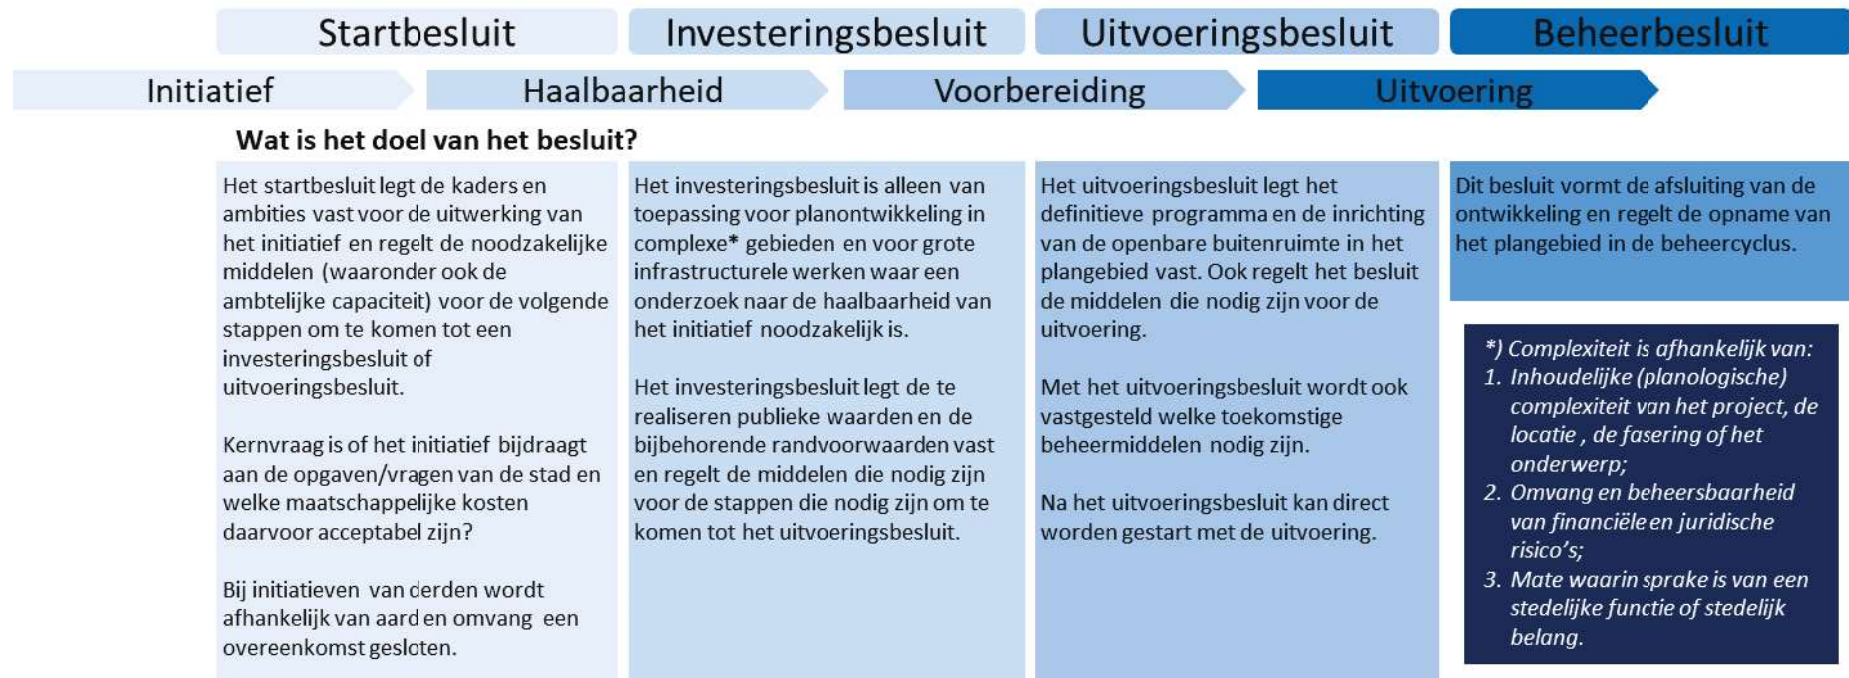 Startbesluit
Investeringsbesluit
Uitvoeringsbesluit
Beheerbesluit
Initiatief
Haalbaarheid
Voorbereiding
Uitvoering
Wat is het doel van het besluit?
Het startbesluit legt de kaders en
ambities vast voor de uitwerking van
het initiatief en regelt de noodzakelijke
middelen (waaronder ook de
ambtelijke capaciteit) voor de volgende
stappen om te komen tot een
investeringsbesluit of
uitvoeringsbesluit.
Kernvraag is of het initiatief bijdraagt
aan de opgaven/vragen van de stad en
welke maatschappelijke kosten
daarvoor acceptabel zijn?
Bij initiatieven van derden wordt
afhankelijk van aard en omvang een
overeenkomst gesloten.
Het investeringsbesluit is alleen van
toepassing voor planontwikkeling in
complexe* gebieden en voor grote
infrastructurele werken waar een
onderzoek naar de haalbaarheid van
het initiatief noodzakelijk is.
Het investeringsbesluit legt de te
realiseren publieke waarden en de
bijbehorende randvoorwaarden vast
en regelt de middelen die nodig zijn
voor de stappen die nodig zijn om te
komen tot het uitvoeringsbesluit.
Het uitvoeringsbesluit legt het
definitieve programma en de inrichting
van de openbare buitenruimte in het
plangebied vast. Ook regelt het besluit
de middelen die nodig zijn voor de
uitvoering.
Met het uitvoeringsbesluit wordt ook
vastgesteld welke toekomstige
beheermiddelen nodig zijn.
Na het uitvoeringsbesluit kan direct
worden gestart met de uitvoering.
Dit besluit vormt de afsluiting van de
ontwikkeling en regelt de opname van
het plangebied in de beheercyclus.
*) Complexiteit is afhankelijk van:
1. Inhoudelijke (planologische)
complexiteit van het project, de
locatie , de fasering of het
onderwerp;
2. Omvang en beheersbaarheid
van financiële en juridische
risico's;
3. Mate waarin sprake is van een
stedelijke functie of stedelijk
belang.